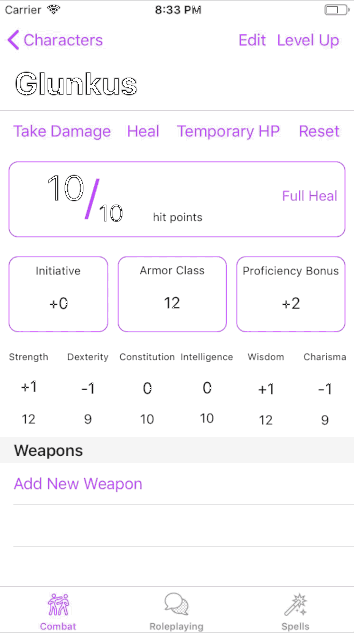 Carrier 8:33 PM
Characters Edit Level Up
Glunkus
Take Damage Heal Temporary HP Reset
10/10 hit points Full Heal
Initiative Armor Class Proficiency Bonus
+0 12 +2
Strength Dexterity Constitution Intelligence Wisdom Charisma
+1 -1 0 0 +1 -1
12 9 10 10 12 9
Weapons
Add New Weapon
Combat Roleplaying Spells